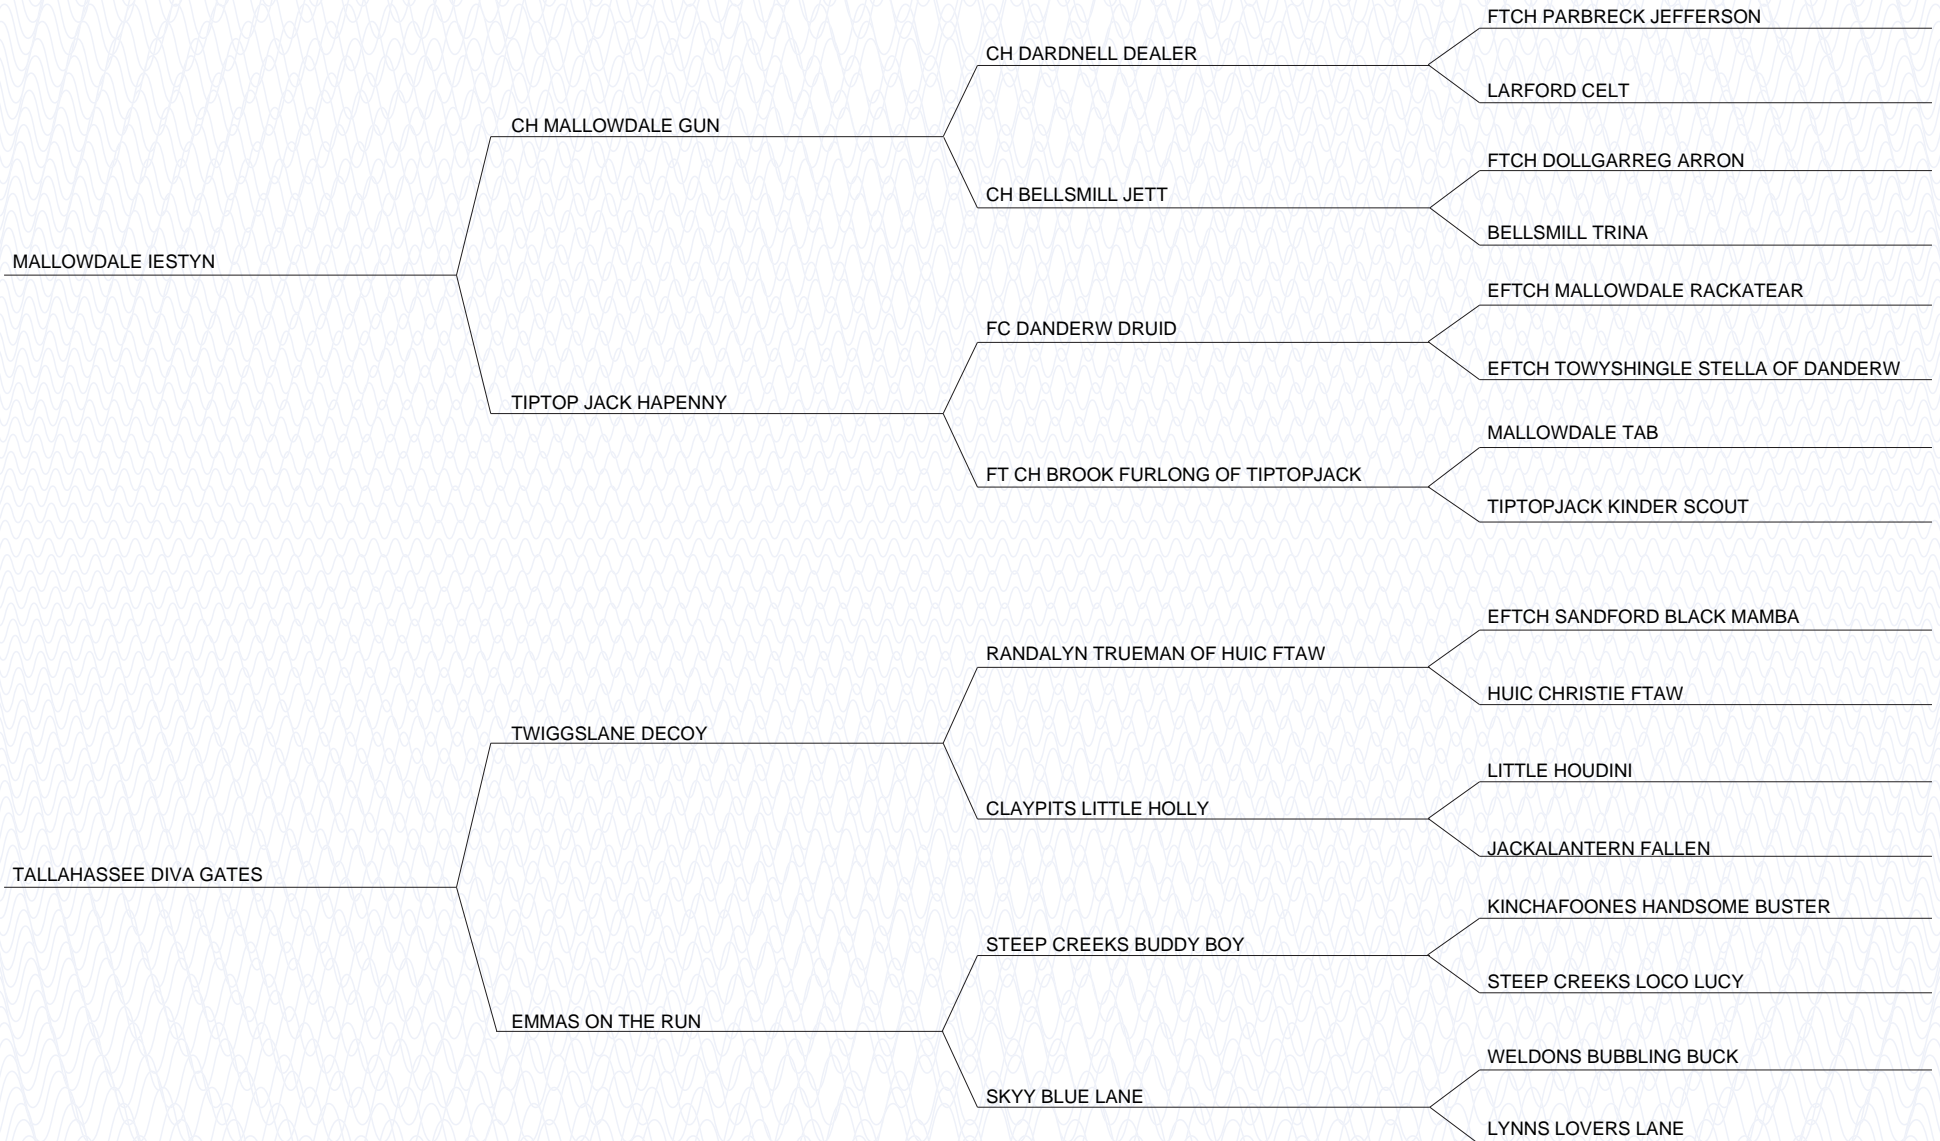 FTCH PARBRECK JEFFERSON
CH DARDNELL DEALER
LARFORD CELT
CH MALLOWDALE GUN
FTCH DOLLGARREG ARRON
CH BELLSMILL JETT
BELLSMILL TRINA
MALLOWDALE IESTYN
EFTCH MALLOWDALE RACKATEAR
FC DANDERW DRUID
EFTCH TOWYSHINGLE STELLA OF DANDERW
TIPTOP JACK HAPENNY
MALLOWDALE TAB
FT CH BROOK FURLONG OF TIPTOPJACK
TIPTOPJACK KINDER SCOUT
EFTCH SANDFORD BLACK MAMBA
RANDALYN TRUEMAN OF HUIC FTAW
HUIC CHRISTIE FTAW
TWIGGSLANE DECOY
LITTLE HOUDINI
CLAYPITS LITTLE HOLLY
JACKALANTERN FALLEN
TALLAHASSEE DIVA GATES
KINCHAFOONES HANDSOME BUSTER
STEEP CREEKS BUDDY BOY
STEEP CREEKS LOCO LUCY
EMMAS ON THE RUN
WELDONS BUBBLING BUCK
SKYY BLUE LANE
LYNNS LOVERS LANE